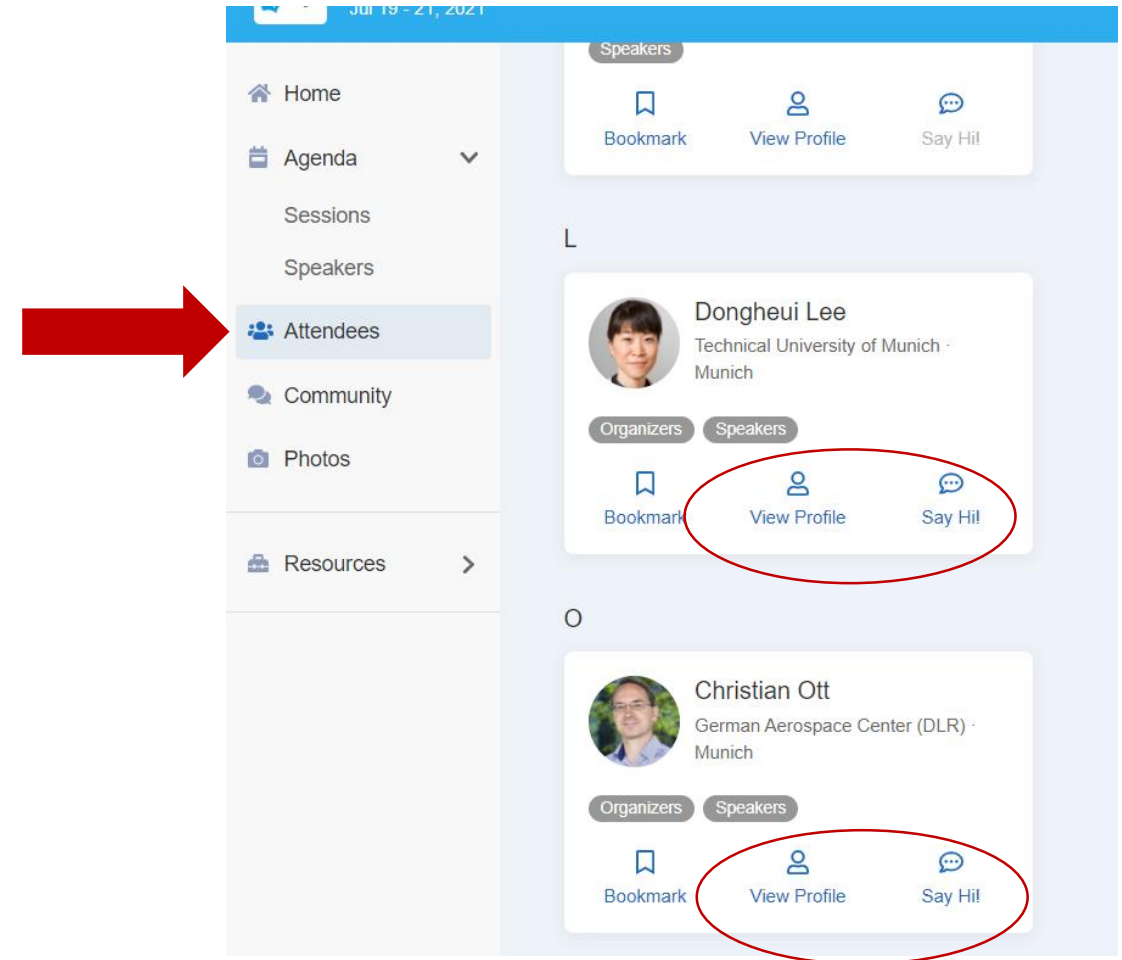 Jul 19 - 21, 2021
Home
Agenda
Sessions
Speakers
Attendees
Community
Photos
Resources
Speakers
Bookmark View Profile Say Hi!
L
Dongheui Lee
Technical University of Munich ·
Munich
Organizers Speakers
Bookmark View Profile Say Hi!
O
Christian Ott
German Aerospace Center (DLR) ·
Munich
Organizers Speakers
Bookmark View Profile Say Hi!